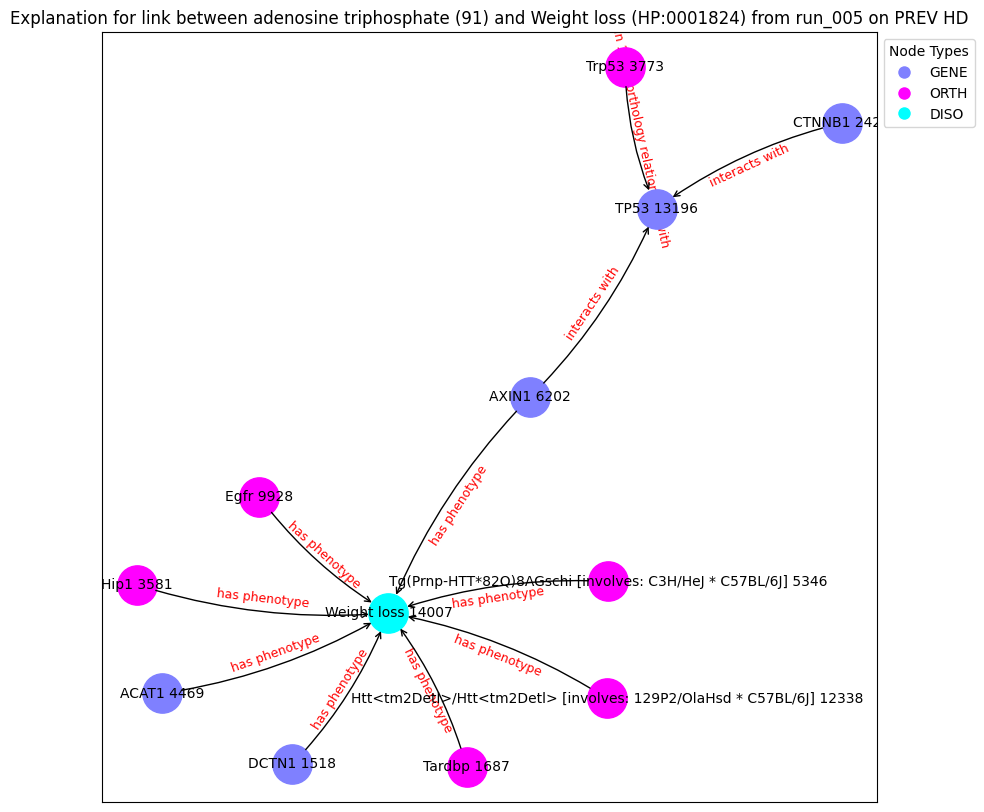 Explanation for link between adenosine triphosphate (91) and Weight loss (HP:0001824) from run_005 on PREV HD
Node Types
GENE
ORTH
DISO
Trp53 3773
CTNNB1 242
orthology relation
with
interacts with
TP53 13196
interacts with
AXIN1 6202
has phenotype
Egfr 9928
has phenotype
Tg(Prnp-HTT*82Q)8AGschi [involves: C3H/HeJ * C57BL/6J] 5346
Hip1 3581
has phenotype
has phenotype
Weight loss 14007
has phenotype
has phenotype
has phenotype
has phenotype
ACAT1 4469
Htt<tm2Detl>/Htt<tm2Detl> [involves: 129P2/OlaHsd * C57BL/6J] 12338
DCTN1 1518
Tardbp 1687